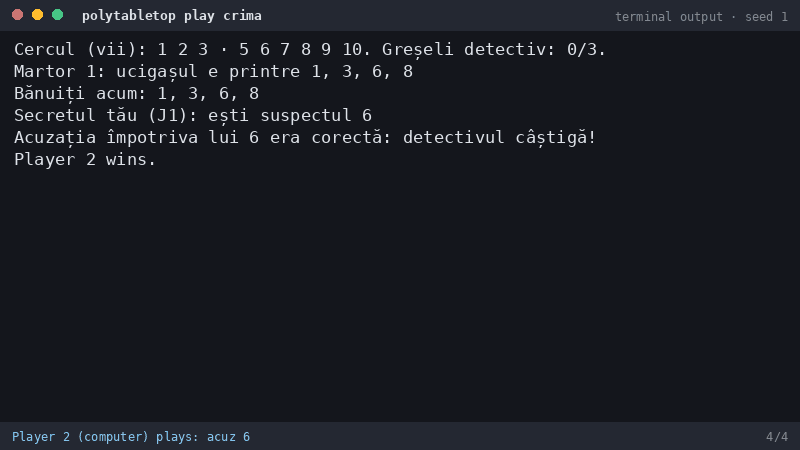 polytabletop play crima
terminal output · seed 1
Cercul (vii): 1 2 3 · 5 6 7 8 9 10. Greșeli detectiv: 0/3.
Martor 1: ucigașul e printre 1, 3, 6, 8
Bănuiți acum: 1, 3, 6, 8
Secretul tău (J1): ești suspectul 6
Acuzația împotriva lui 6 era corectă: detectivul câștigă!
Player 2 wins.
Player 2 (computer) plays: acuz 6
4/4